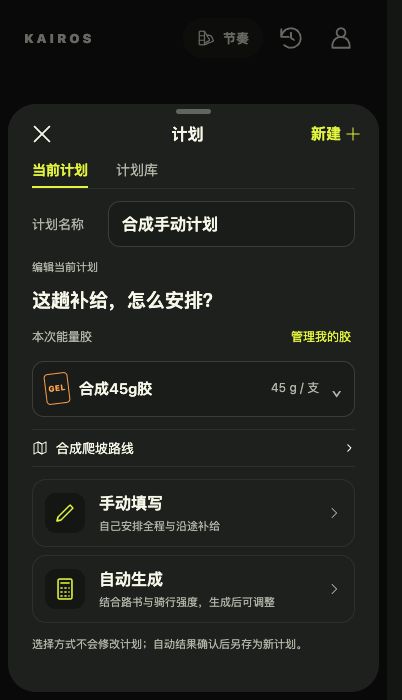 KAIROS
节奏
计划
新建
当前计划
计划库
计划名称
合成手动计划
编辑当前计划
这趟补给，怎么安排？
本次能量胶
管理我的胶
GEL
合成45g胶
45 g / 支
合成爬坡路线
手动填写
自己安排全程与沿途补给
自动生成
结合路书与骑行强度，生成后可调整
选择方式不会修改计划；自动结果确认后另存为新计划。